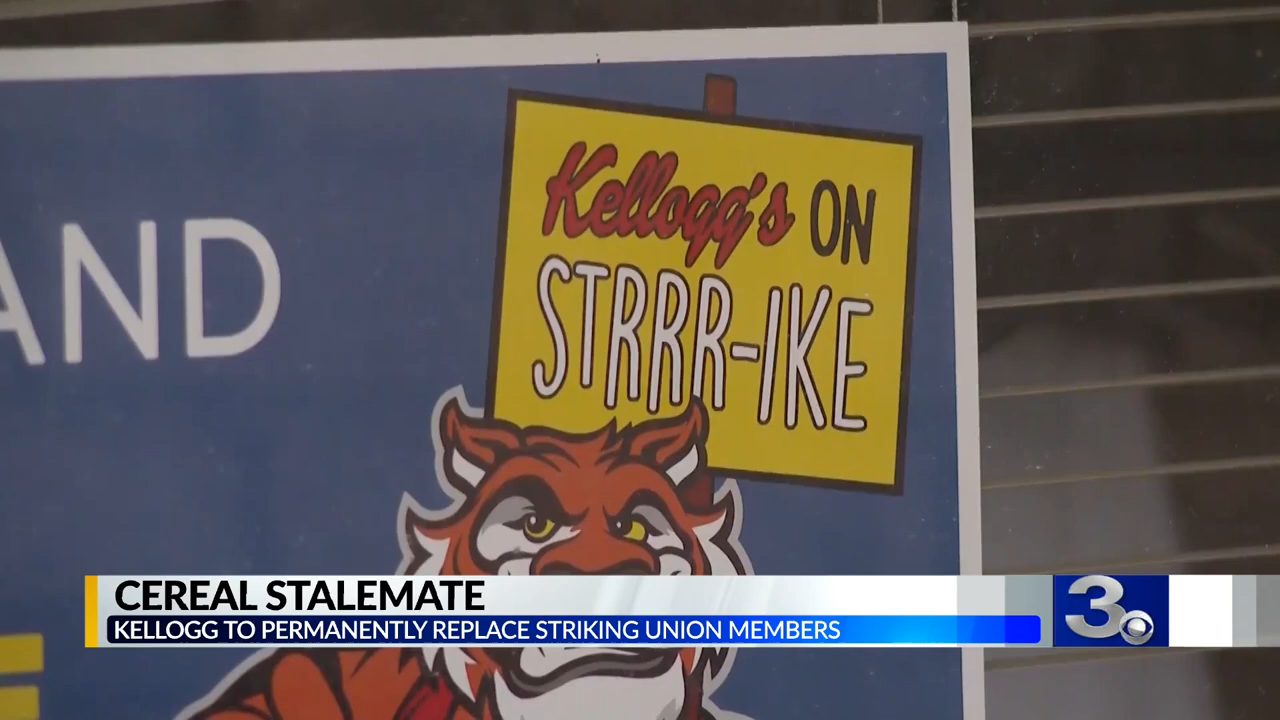 AND
Kellogg's ON
STRRR-IKE
CEREAL STALEMATE
KELLOGG TO PERMANENTLY REPLACE STRIKING UNION MEMBERS
3